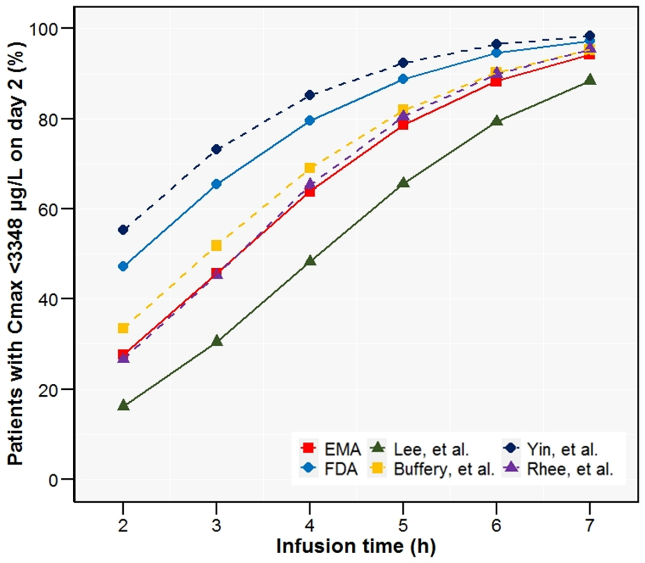 Patients with Cmax <3348 µg/L on day 2 (%)
100
80
60
40
20
0
EMA Lee, et al. Yin, et al.
FDA Buffery, et al. Rhee, et al.
2 3 4 5 6 7
Infusion time (h)